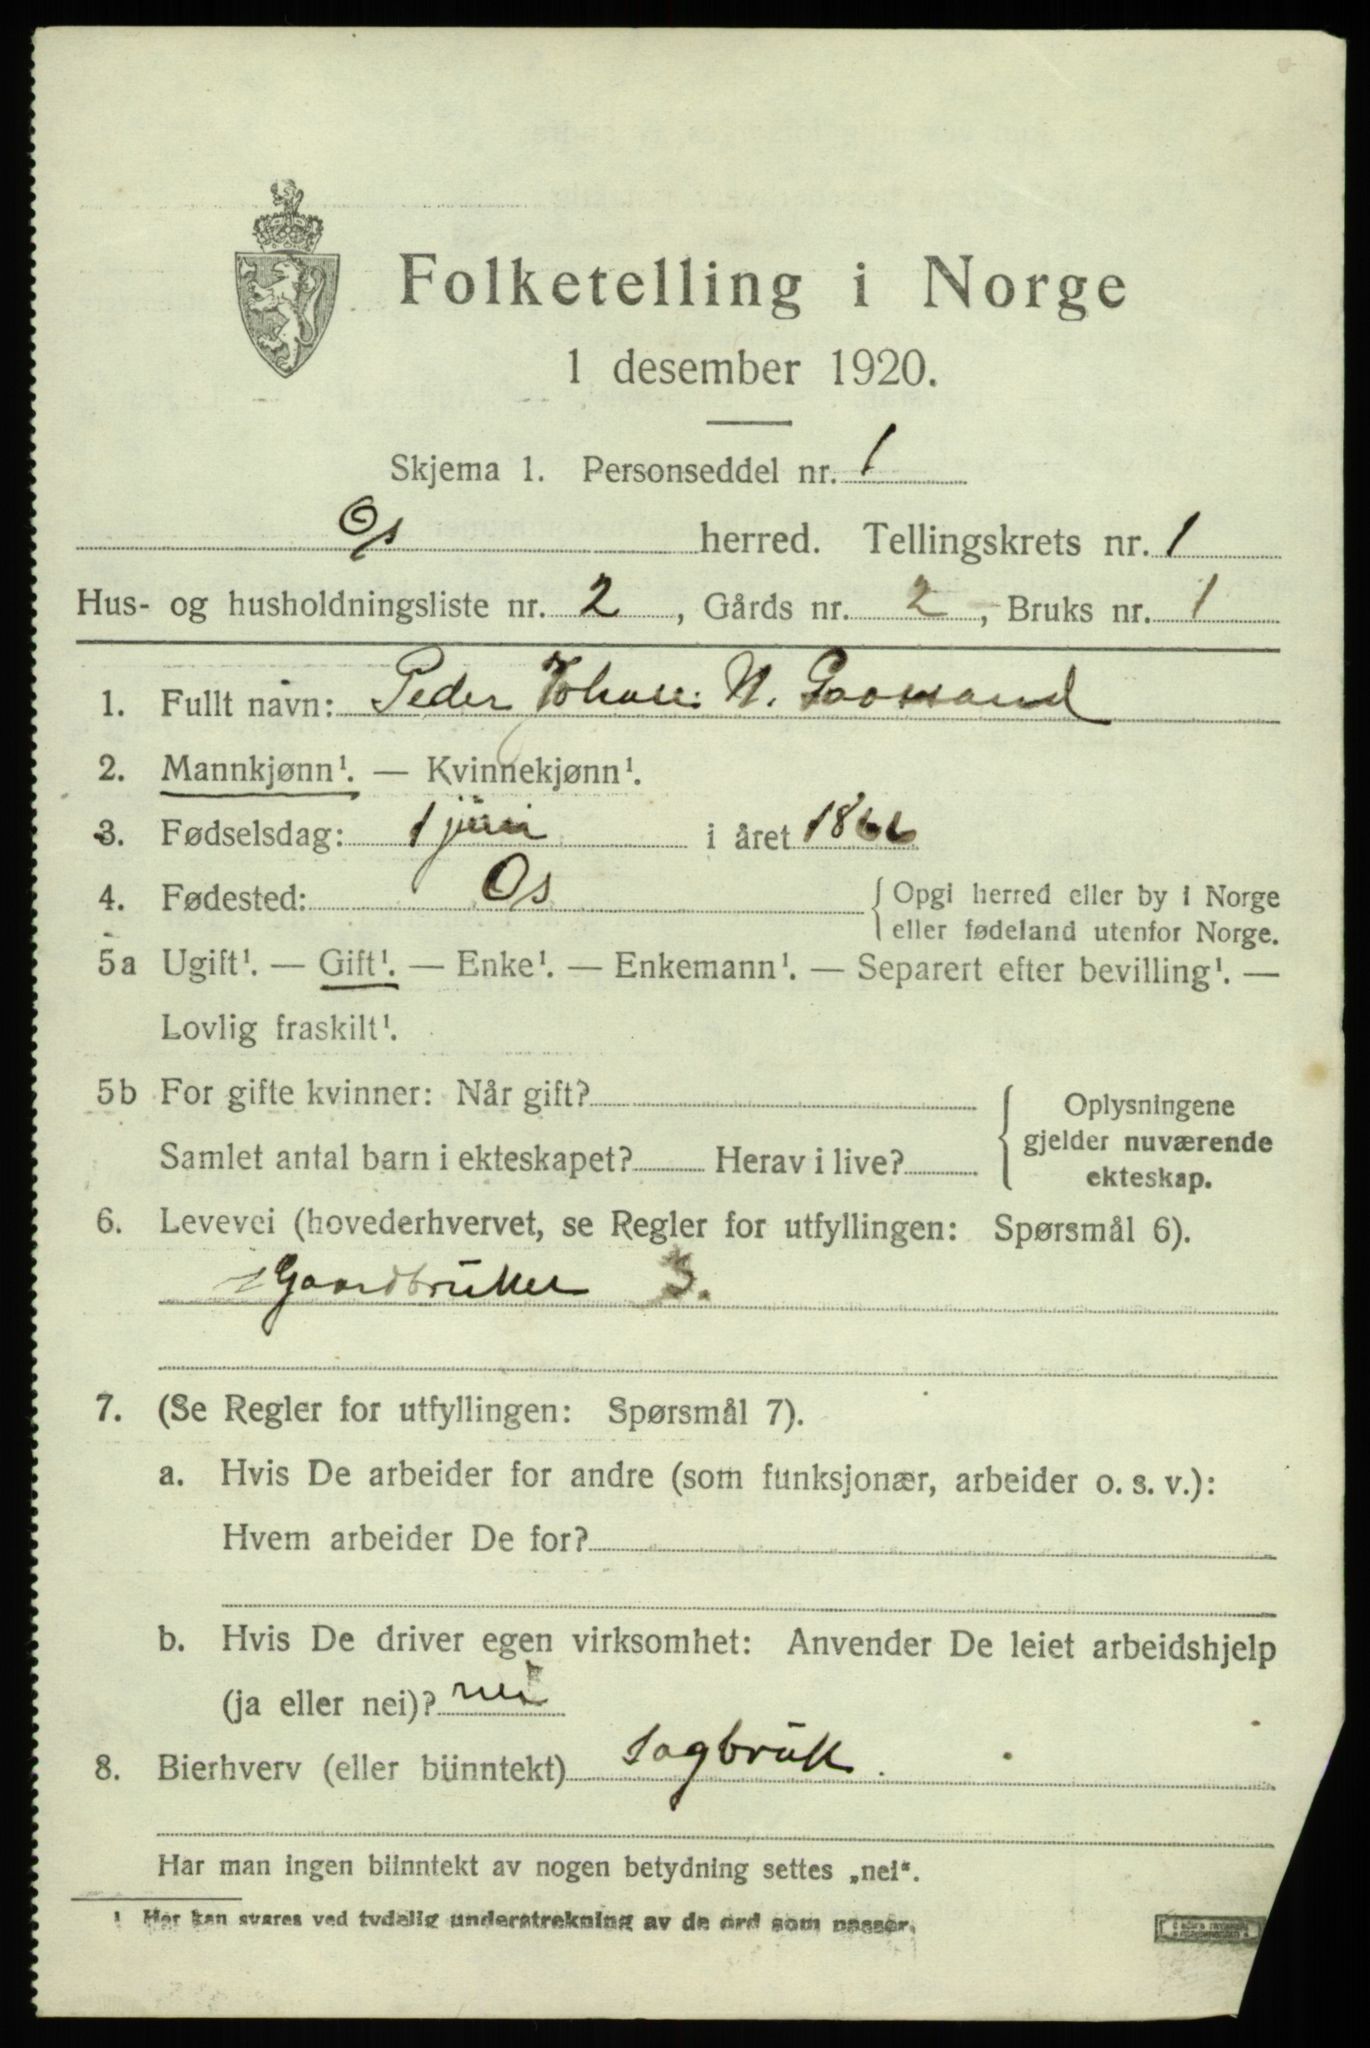 Folketelling i Norge
1 desember 1920.
Skjema 1. Personseddel nr. 1
Os herred. Tellingskrets nr. 1
Hus- og husholdningsliste nr. 2, Gårds nr. 2, Bruks nr. 1
1. Fullt navn: Peder Johan N.
2. Mannkjønn¹. — Kvinnekjønn¹.
3. Fødselsdag: 1 juni i året 1866
4. Fødested: Os { Opgi herred eller by i Norge
eller fødeland utenfor Norge.
5a Ugift¹. — Gift¹. — Enke¹. — Enkemann¹. — Separert efter bevilling¹. —
Lovlig fraskilt¹.
5b For gifte kvinner: Når gift?
Samlet antal barn i ekteskapet? Herav i live?
Oplysningene
gjelder nuværende
ekteskap.
6. Levevei (hovederhvervet, se Regler for utfyllingen: Spørsmål 6).
Gaardbruker S.
7. (Se Regler for utfyllingen: Spørsmål 7).
a. Hvis De arbeider for andre (som funksjonær, arbeider o. s. v.):
Hvem arbeider De for?
b. Hvis De driver egen virksomhet: Anvender De leiet arbeidshjelp
(ja eller nei)? nei
8. Bierhverv (eller biinntekt) sagbruk.
Har man ingen biinntekt av nogen betydning settes „nei“.
¹ Her kan svares ved tydelig understrekning av de ord som passer.